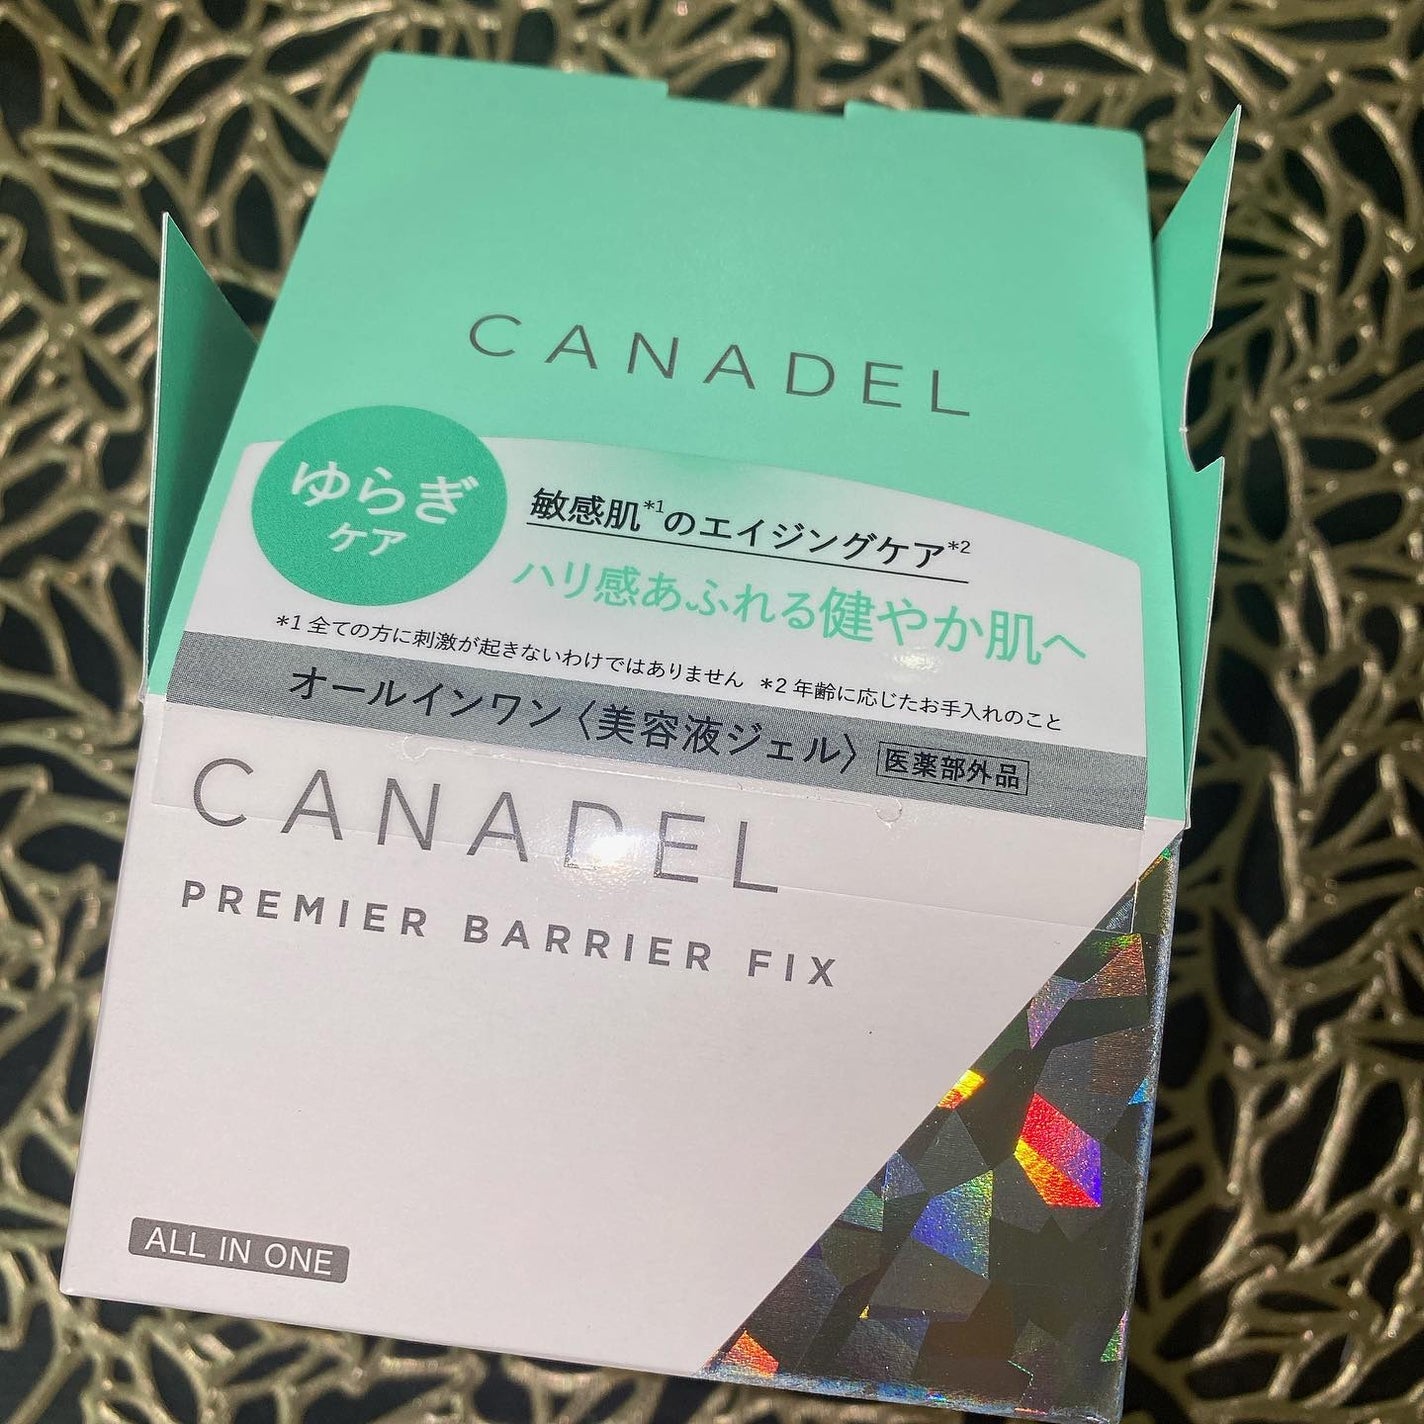 CANADEL
ゆらぎ
ケア
敏感肌*1のエイジングケア*2
ハリ感あふれる健やか肌へ
*1 全ての方に刺激が起きないわけではありません *2 年齢に応じたお手入れのこと
オールインワン〈美容液ジェル〉 医薬部外品
CANADEL
PREMIER BARRIER FIX
ALL IN ONE